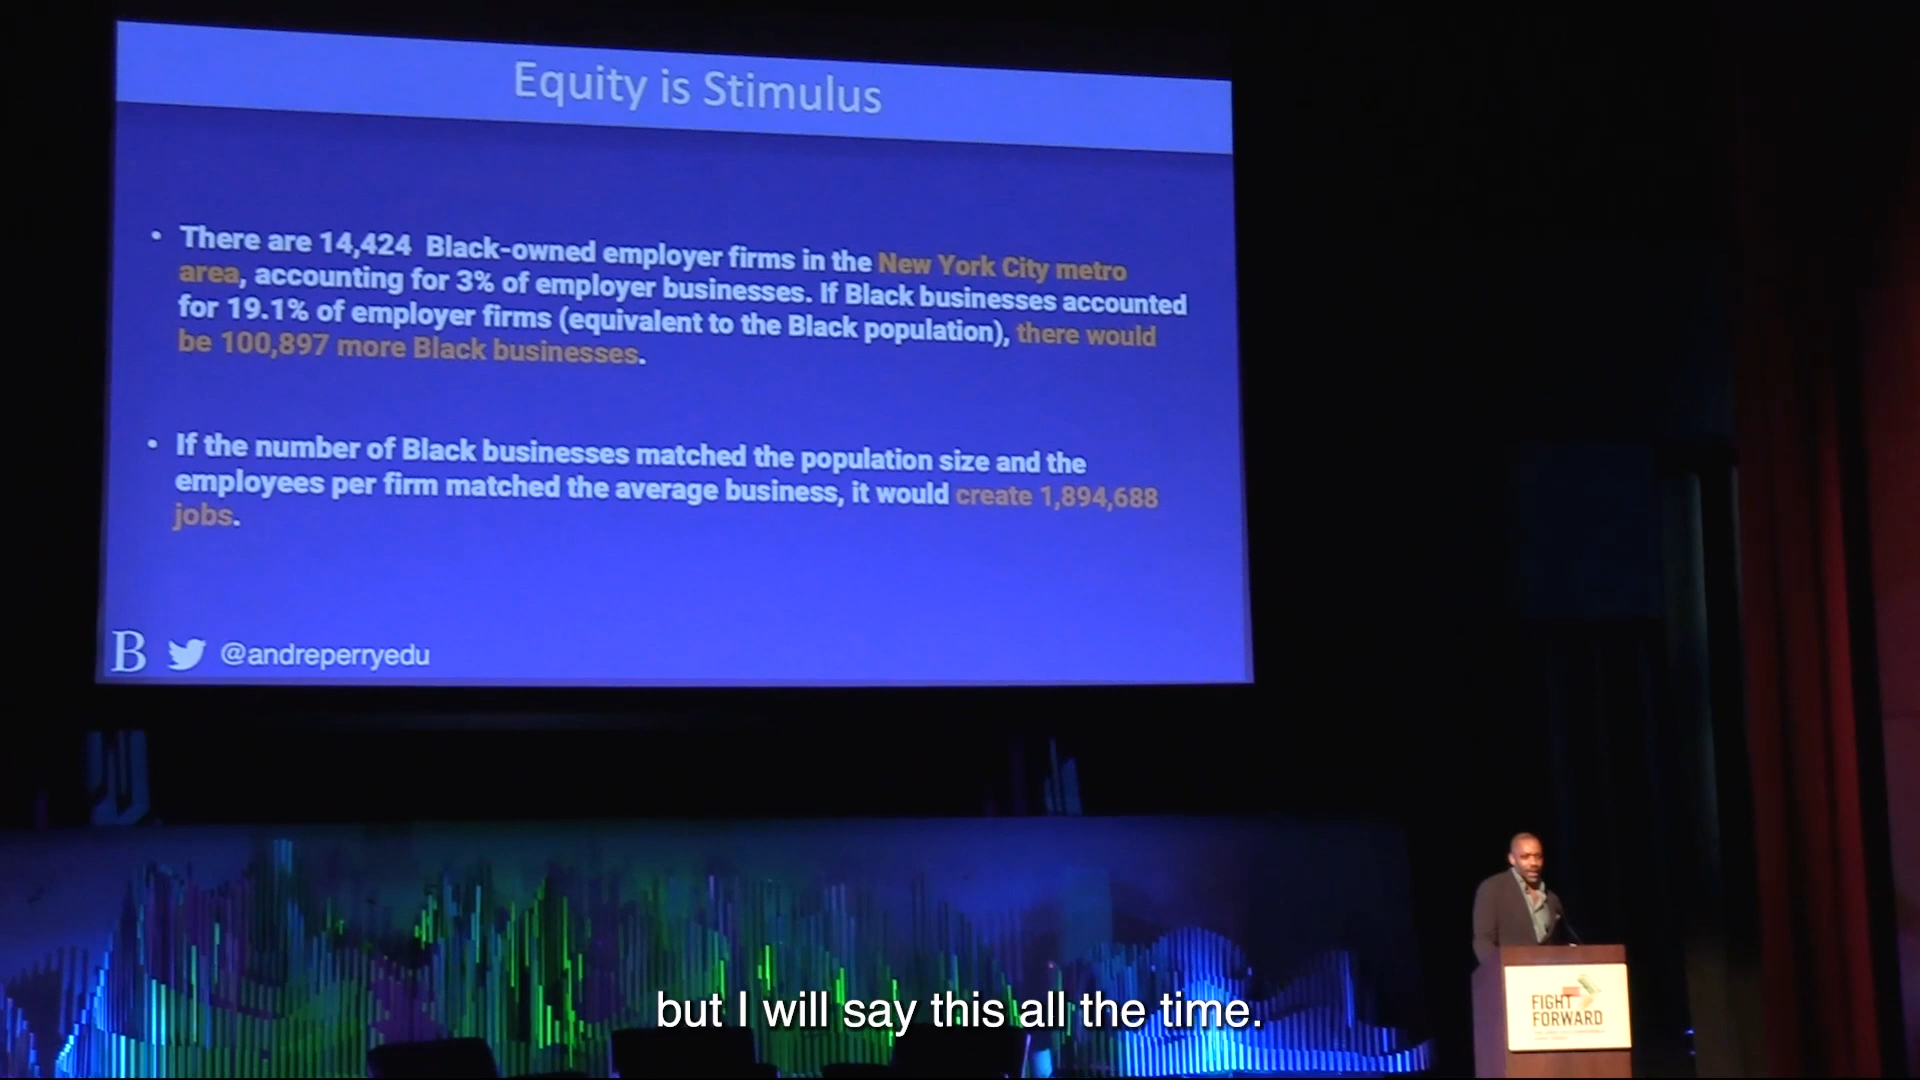 Equity is Stimulus
• There are 14,424 Black-owned employer firms in the New York City metro
area, accounting for 3% of employer businesses. If Black businesses accounted
for 19.1% of employer firms (equivalent to the Black population), there would
be 100,897 more Black businesses.
• If the number of Black businesses matched the population size and the
employees per firm matched the average business, it would create 1,894,688
jobs.
B @andreperryedu
FIGHT
FORWARD
but I will say this all the time.